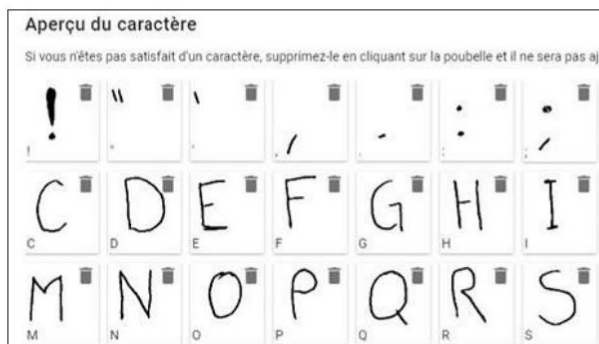 Aperçu du caractère
Si vous n'êtes pas satisfait d'un caractère, supprimez-le en cliquant sur la poubelle et il ne sera pas aj
! " ' , . : ;
! " ' , . : ;
C D E F G H I
C D E F G H I
M N O P Q R S
M N O P Q R S